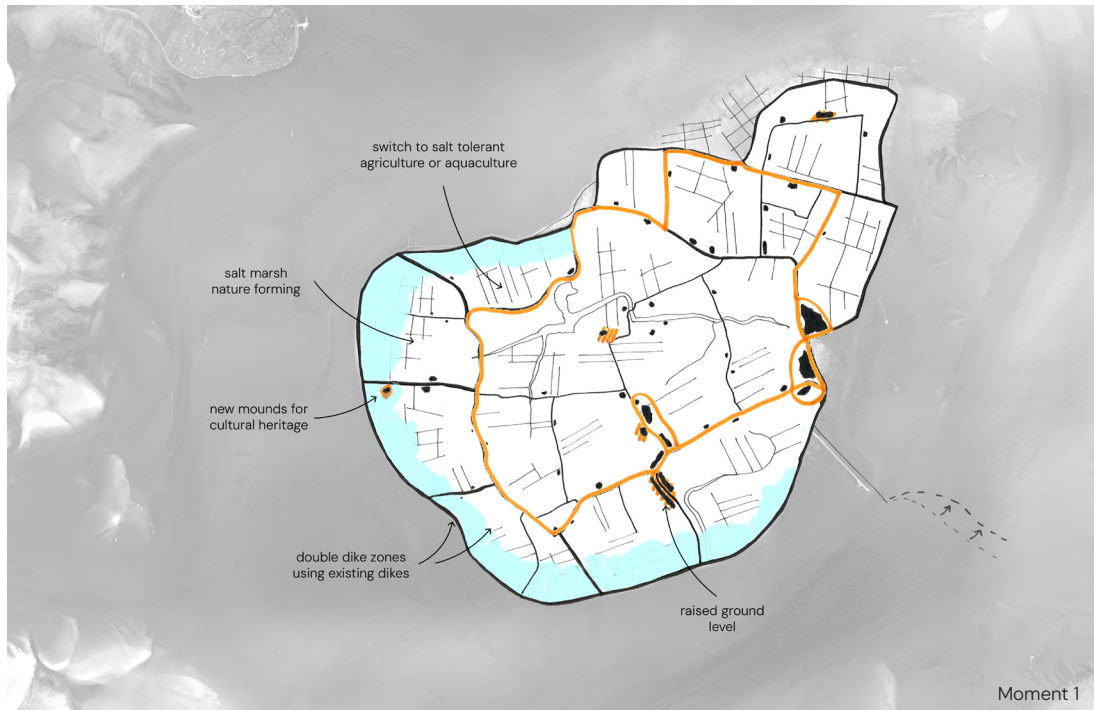 switch to salt tolerant
agriculture or aquaculture
salt marsh
nature forming
new mounds for
cultural heritage
double dike zones
using existing dikes
raised ground
level
Moment 1